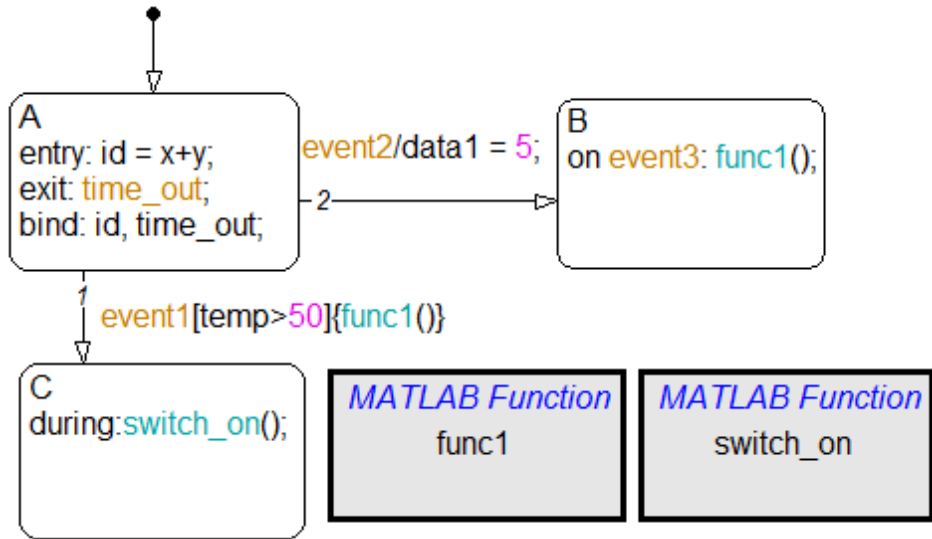 A
entry: id = x+y;
exit: time_out;
bind: id, time_out;
event2/data1 = 5;
2
B
on event3: func1();
1
event1[temp>50]{func1()}
C
during:switch_on();
MATLAB Function
func1
MATLAB Function
switch_on